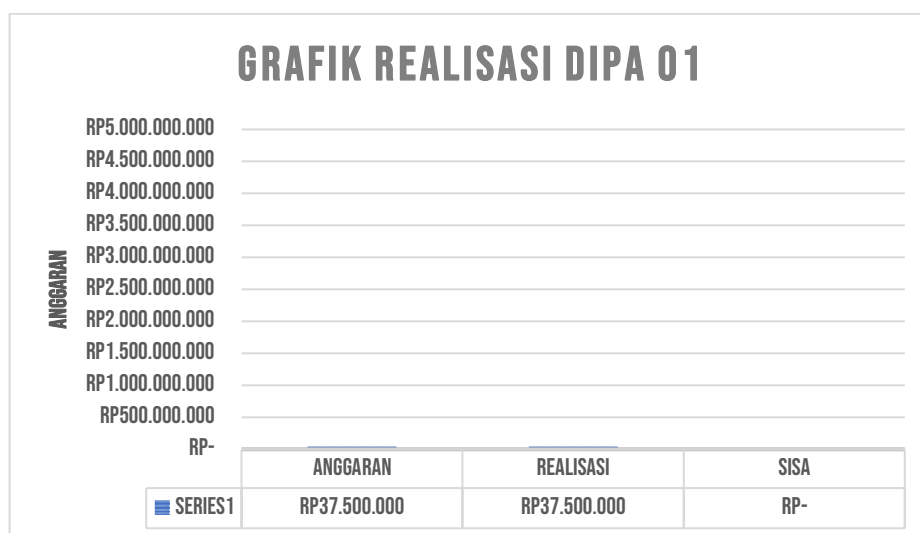 GRAFIK REALISASI DIPA 01
RP5.000.000.000
RP4.500.000.000
RP4.000.000.000
RP3.500.000.000
RP3.000.000.000
RP2.500.000.000
RP2.000.000.000
RP1.500.000.000
RP1.000.000.000
RP500.000.000
RP-
ANGGARAN
ANGGARAN REALISASI SISA
SERIES1 RP37.500.000 RP37.500.000 RP-